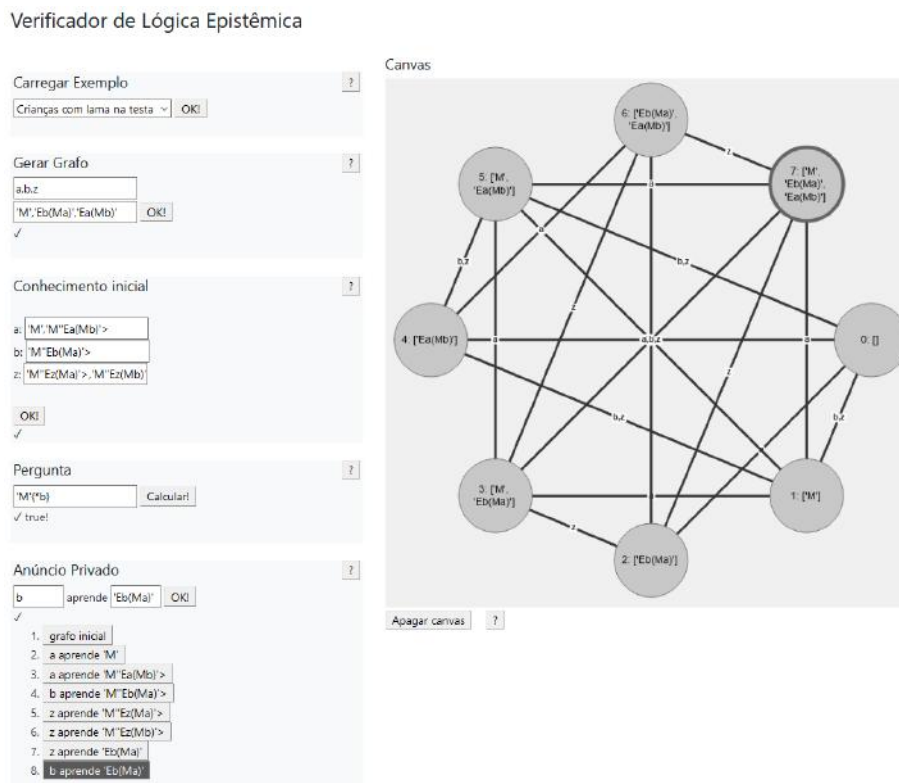 Verificador de Lógica Epistêmica
Carregar Exemplo
?
Crianças com lama na testa
OK!
Gerar Grafo
?
a,b,z
'M','Eb(Ma)','Ea(Mb)'
OK!
✓
Conhecimento inicial
?
a: 'M','M''Ea(Mb)'>
b: 'M''Eb(Ma)'>
z: 'M''Ez(Ma)'>,'M''Ez(Mb)'
OK!
✓
Pergunta
?
'M'{*b}
Calcular!
✓ true!
Anúncio Privado
?
b aprende 'Eb(Ma)' OK!
✓
1. grafo inicial
2. a aprende 'M'
3. a aprende 'M''Ea(Mb)'>
4. b aprende 'M''Eb(Ma)'>
5. z aprende 'M''Ez(Ma)'>
6. z aprende 'M''Ez(Mb)'>
7. z aprende 'Eb(Ma)'
8. b aprende 'Eb(Ma)'
Canvas
6: ['Eb(Ma)',
'Ea(Mb)']
z
5: ['M',
'Ea(Mb)']
a
7: ['M',
'Eb(Ma)',
'Ea(Mb)']
a
b,z
b,z
z
4: ['Ea(Mb)']
a
a,b,z
a
0: []
z
b,z
b,z
3: ['M',
'Eb(Ma)']
1: ['M']
z
2: ['Eb(Ma)']
Apagar canvas
?